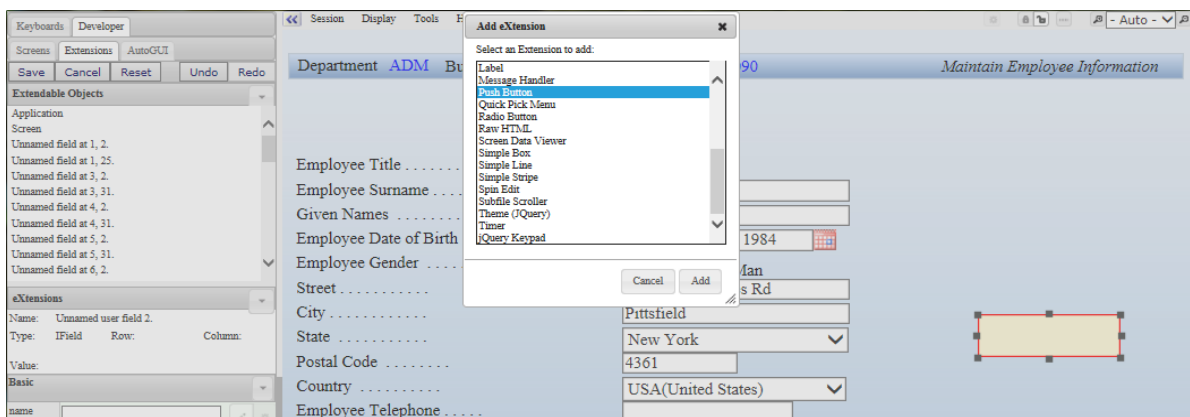 Keyboards Developer
Screens Extensions AutoGUI
Save Cancel Reset Undo Redo
Extendable Objects
Application
Screen
Unnamed field at 1, 2.
Unnamed field at 1, 25.
Unnamed field at 3, 2.
Unnamed field at 3, 31.
Unnamed field at 4, 2.
Unnamed field at 4, 31.
Unnamed field at 5, 2.
Unnamed field at 5, 31.
Unnamed field at 6, 2.
eXtensions
Name: Unnamed user field 2.
Type: IField Row: Column:
Value:
Basic
name
Session Display Tools H
- Auto -
Department ADM Bu
090
Maintain Employee Information
Add eXtension
Select an Extension to add:
Label
Message Handler
Push Button
Quick Pick Menu
Radio Button
Raw HTML
Screen Data Viewer
Simple Box
Simple Line
Simple Stripe
Spin Edit
Subfile Scroller
Theme (JQuery)
Timer
jQuery Keypad
Cancel Add
Employee Title . . . . . . .
Employee Surname . . . .
Given Names . . . . . . . .
Employee Date of Birth 1984
Employee Gender . . . . . Man
Street . . . . . . . . . . . s Rd
City . . . . . . . . . . . . Pittsfield
State . . . . . . . . . . . New York
Postal Code . . . . . . . . 4361
Country . . . . . . . . . . USA(United States)
Employee Telephone . . . . .